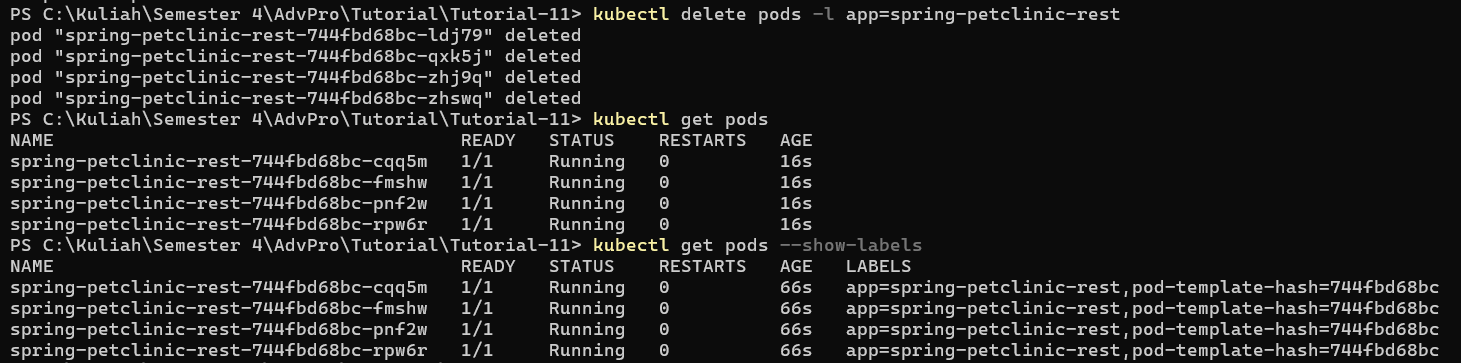 PS C:\Kuliah\Semester 4\AdvPro\Tutorial\Tutorial-11> kubectl delete pods -l app=spring-petclinic-rest
pod "spring-petclinic-rest-744fbd68bc-ldj79" deleted
pod "spring-petclinic-rest-744fbd68bc-qxk5j" deleted
pod "spring-petclinic-rest-744fbd68bc-zhj9q" deleted
pod "spring-petclinic-rest-744fbd68bc-zhswq" deleted
PS C:\Kuliah\Semester 4\AdvPro\Tutorial\Tutorial-11> kubectl get pods
NAME                                     READY   STATUS    RESTARTS   AGE
spring-petclinic-rest-744fbd68bc-cqq5m   1/1     Running   0          16s
spring-petclinic-rest-744fbd68bc-fmshw   1/1     Running   0          16s
spring-petclinic-rest-744fbd68bc-pnf2w   1/1     Running   0          16s
spring-petclinic-rest-744fbd68bc-rpw6r   1/1     Running   0          16s
PS C:\Kuliah\Semester 4\AdvPro\Tutorial\Tutorial-11> kubectl get pods --show-labels
NAME                                     READY   STATUS    RESTARTS   AGE   LABELS
spring-petclinic-rest-744fbd68bc-cqq5m   1/1     Running   0          66s   app=spring-petclinic-rest,pod-template-hash=744fbd68bc
spring-petclinic-rest-744fbd68bc-fmshw   1/1     Running   0          66s   app=spring-petclinic-rest,pod-template-hash=744fbd68bc
spring-petclinic-rest-744fbd68bc-pnf2w   1/1     Running   0          66s   app=spring-petclinic-rest,pod-template-hash=744fbd68bc
spring-petclinic-rest-744fbd68bc-rpw6r   1/1     Running   0          66s   app=spring-petclinic-rest,pod-template-hash=744fbd68bc